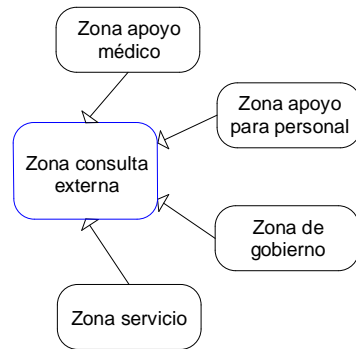 Zona apoyo
médico
Zona apoyo
para personal
Zona consulta
externa
Zona de
gobierno
Zona servicio